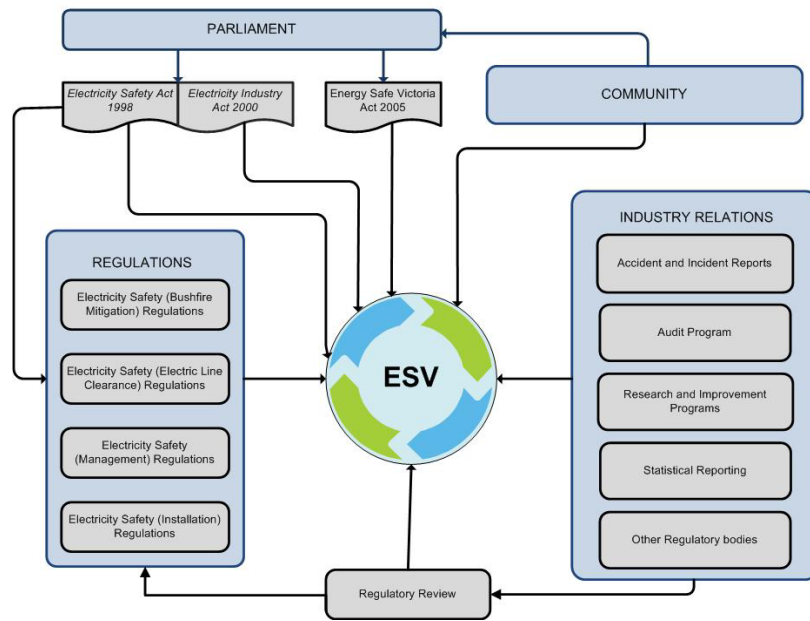 PARLIAMENT
Electricity Safety Act
1998
Electricity Industry
Act 2000
Energy Safe Victoria
Act 2005
COMMUNITY
REGULATIONS
Electricity Safety (Bushfire
Mitigation) Regulations
Electricity Safety (Electric Line
Clearance) Regulations
Electricity Safety
(Management) Regulations
Electricity Safety (Installation)
Regulations
ESV
INDUSTRY RELATIONS
Accident and Incident Reports
Audit Program
Research and Improvement
Programs
Statistical Reporting
Other Regulatory bodies
Regulatory Review